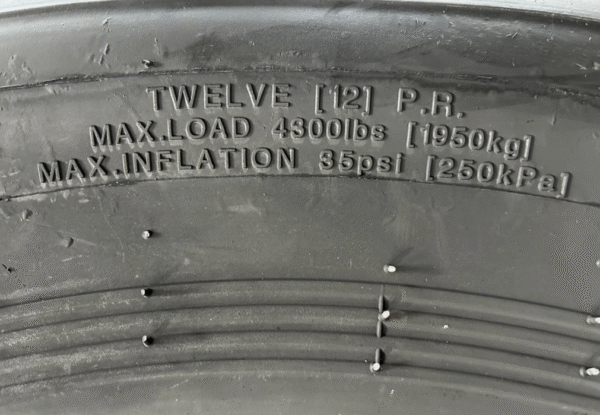 TWELVE [12] P.R.
MAX.LOAD 4300lbs [1950kg]
MAX.INFLATION 35psi [250kPa]